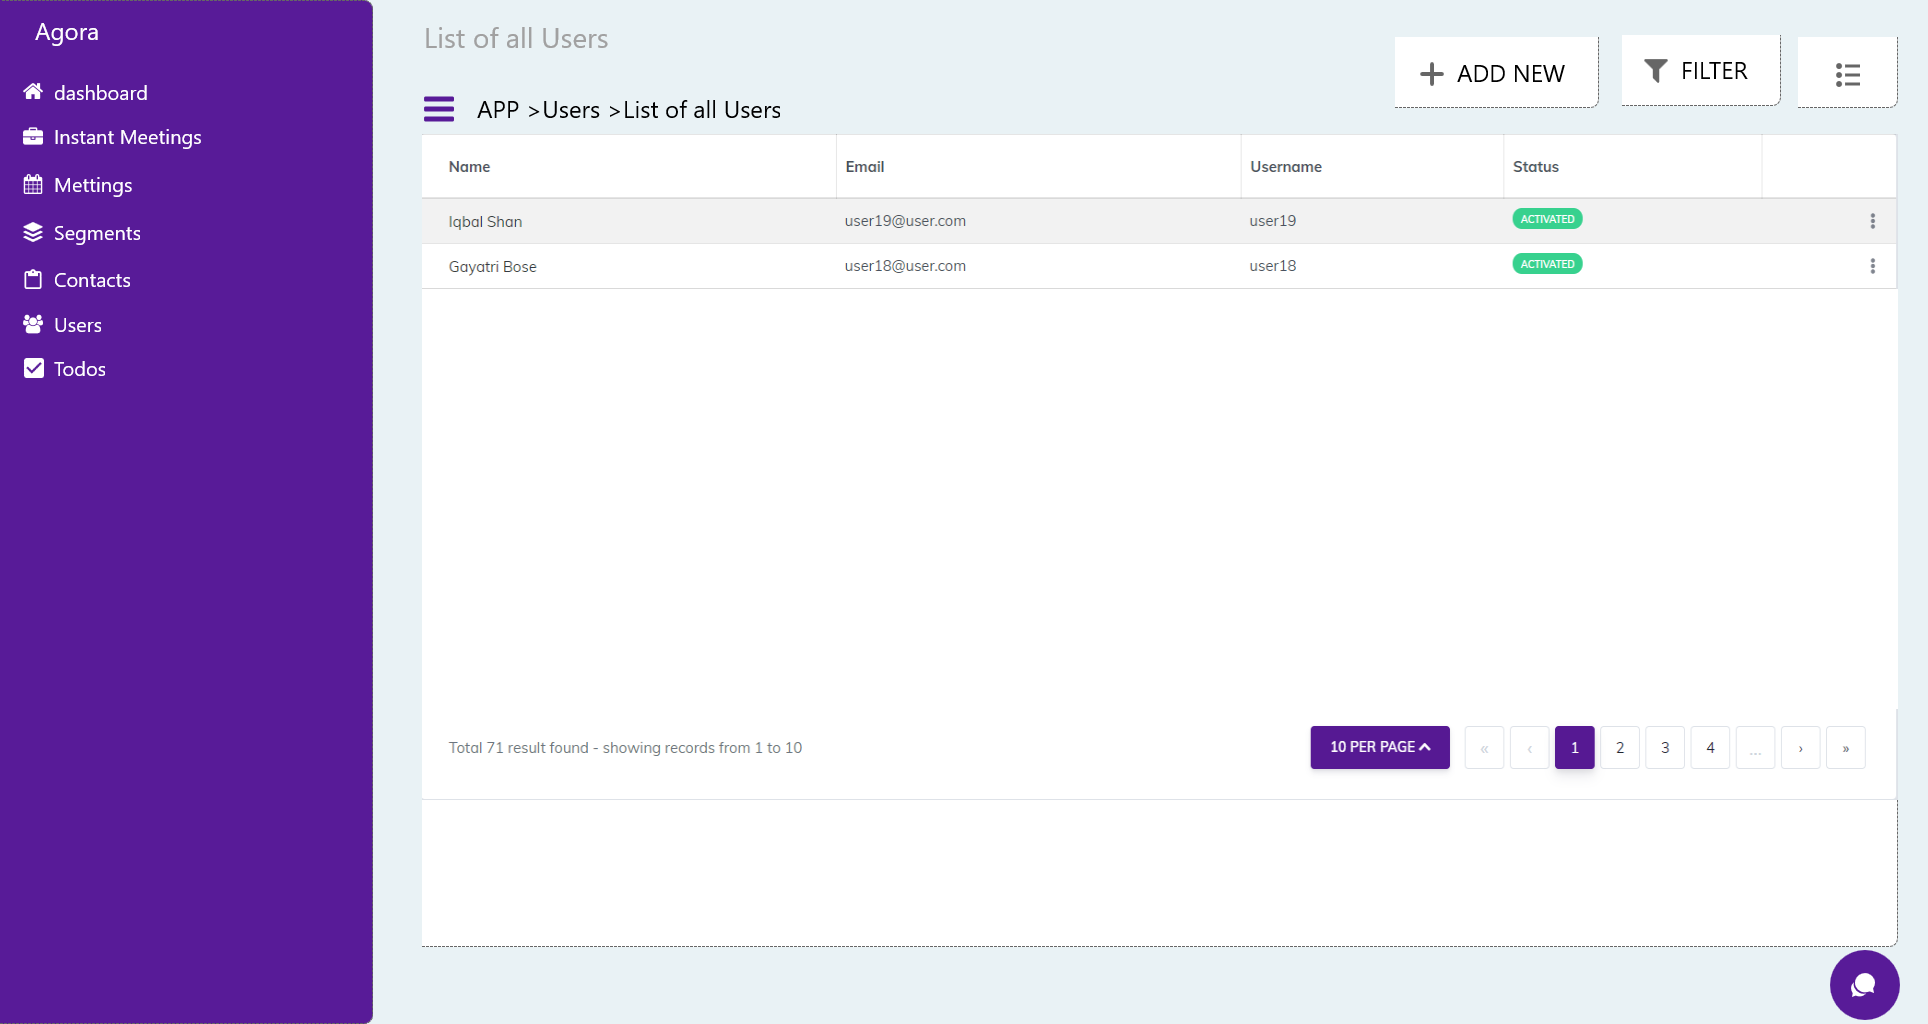 Agora
dashboard
Instant Meetings
Mettings
Segments
Contacts
Users
Todos
List of all Users
ADD NEW
FILTER
APP >Users >List of all Users
Name Email Username Status
Iqbal Shan user19@user.com user19 ACTIVATED
Gayatri Bose user18@user.com user18 ACTIVATED
Total 71 result found - showing records from 1 to 10 10 PER PAGE « ‹ 1 2 3 4 ... › »